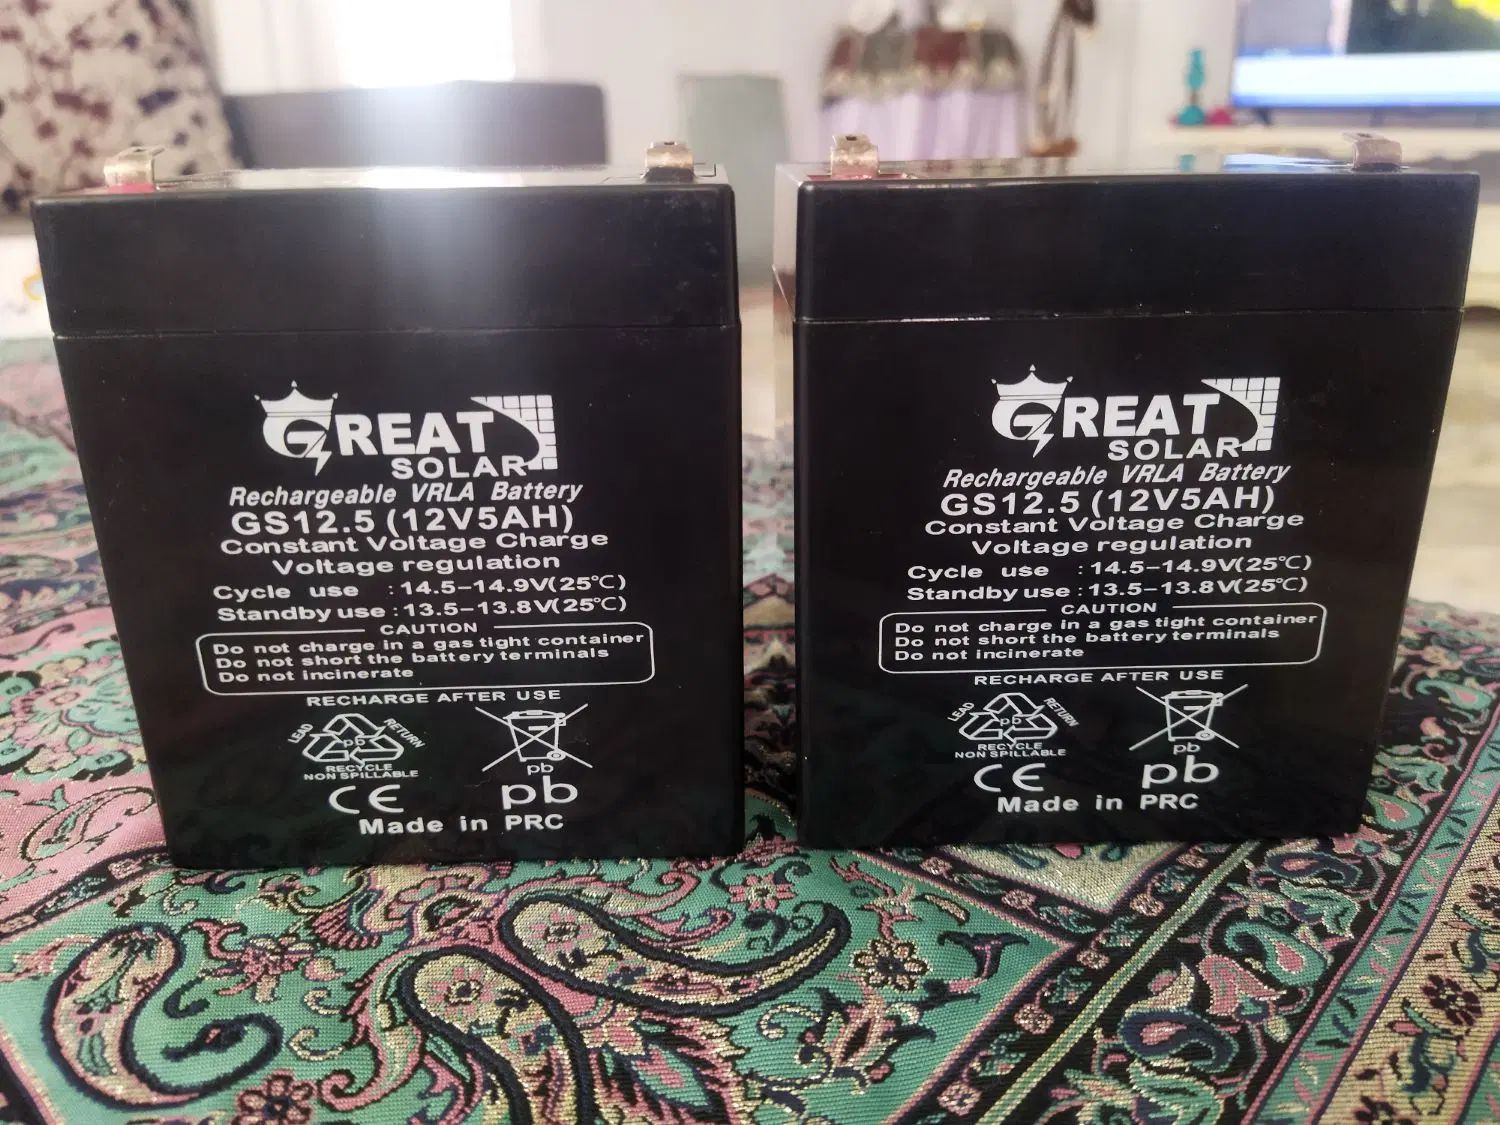 GREAT
SOLAR
Rechargeable VRLA Battery
GS12.5 (12V5AH)
Constant Voltage Charge
Voltage regulation
Cycle use : 14.5-14.9V(25℃)
Standby use : 13.5-13.8V(25℃)
CAUTION
Do not charge in a gas tight container
Do not short the battery terminals
Do not incinerate
RECHARGE AFTER USE
LEAD RETURN
pb
RECYCLE
NON SPILLABLE
pb
CE pb
Made in PRC
GREAT
SOLAR
Rechargeable VRLA Battery
GS12.5 (12V5AH)
Constant Voltage Charge
Voltage regulation
Cycle use : 14.5-14.9V(25℃)
Standby use : 13.5-13.8V(25℃)
CAUTION
Do not charge in a gas tight container
Do not short the battery terminals
Do not incinerate
RECHARGE AFTER USE
LEAD RETURN
pb
RECYCLE
NON SPILLABLE
pb
CE pb
Made in PRC